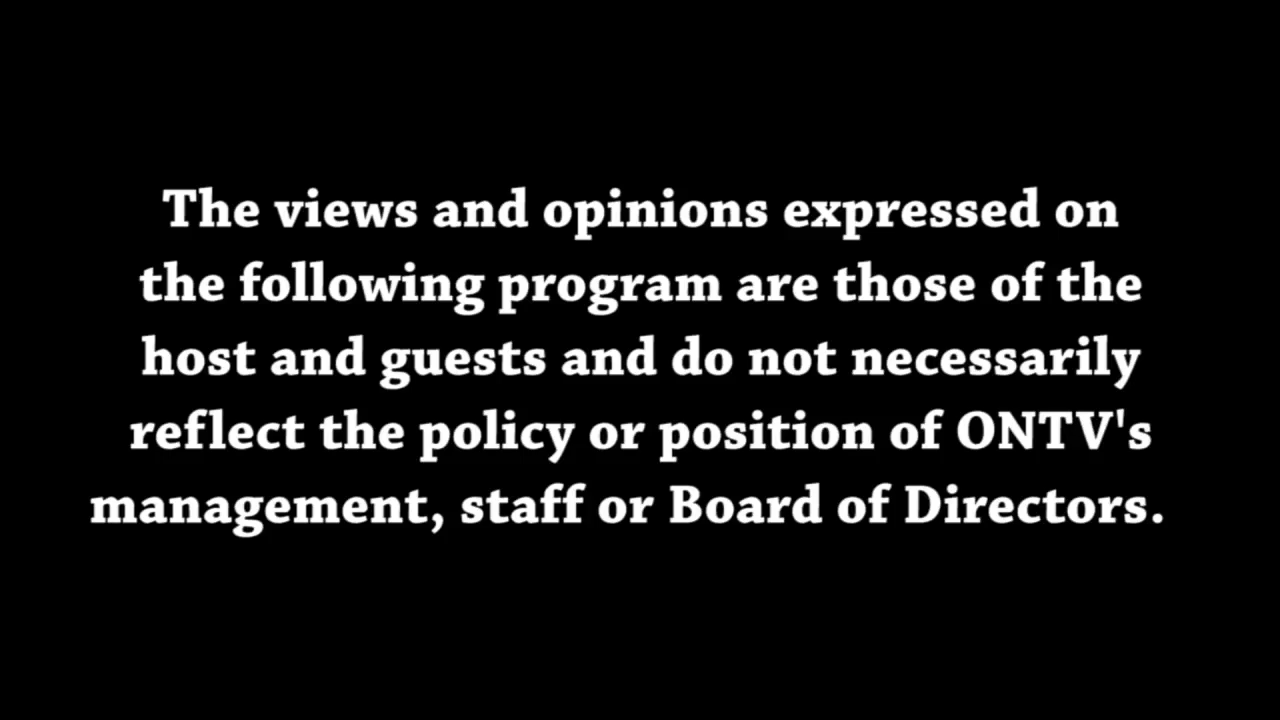 The views and opinions expressed on
the following program are those of the
host and guests and do not necessarily
reflect the policy or position of ONTV's
management, staff or Board of Directors.